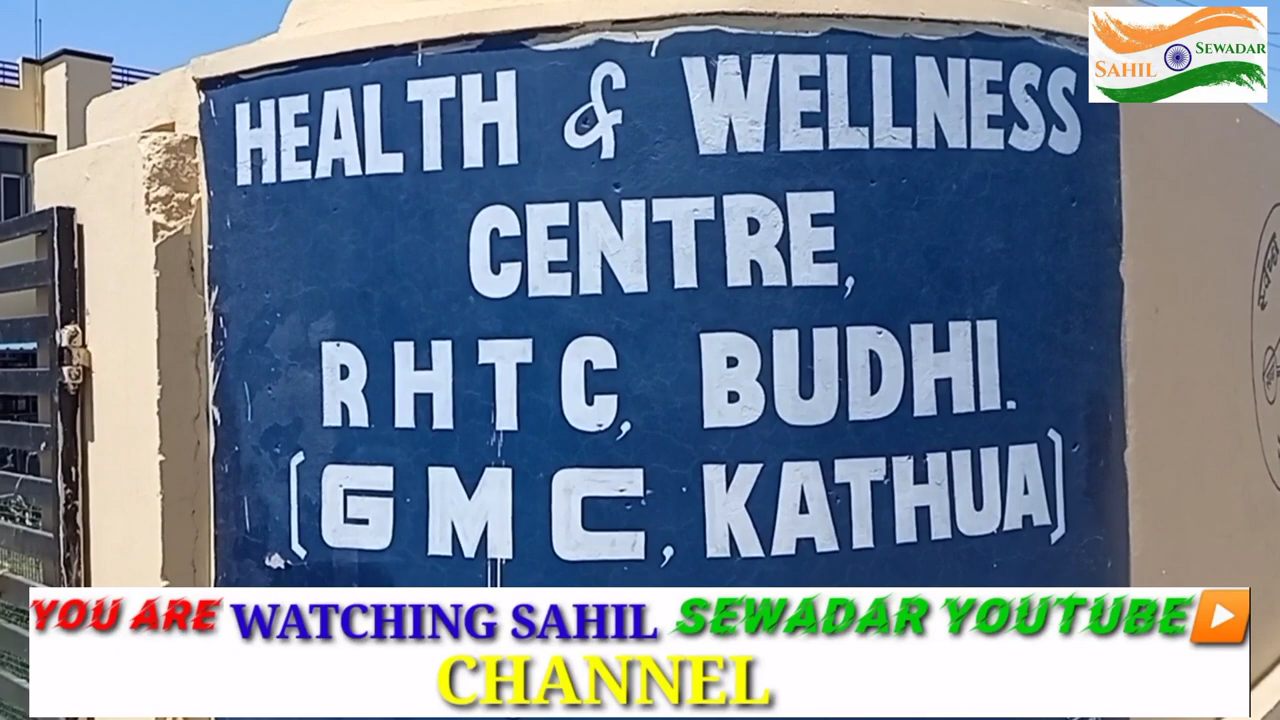 HEALTH & WELLNESS
CENTRE,
RHTC, BUDHI.
(GMC, KATHUA)
SAHIL SEWADAR
YOU ARE WATCHING SAHIL SEWADAR YOUTUBE
CHANNEL